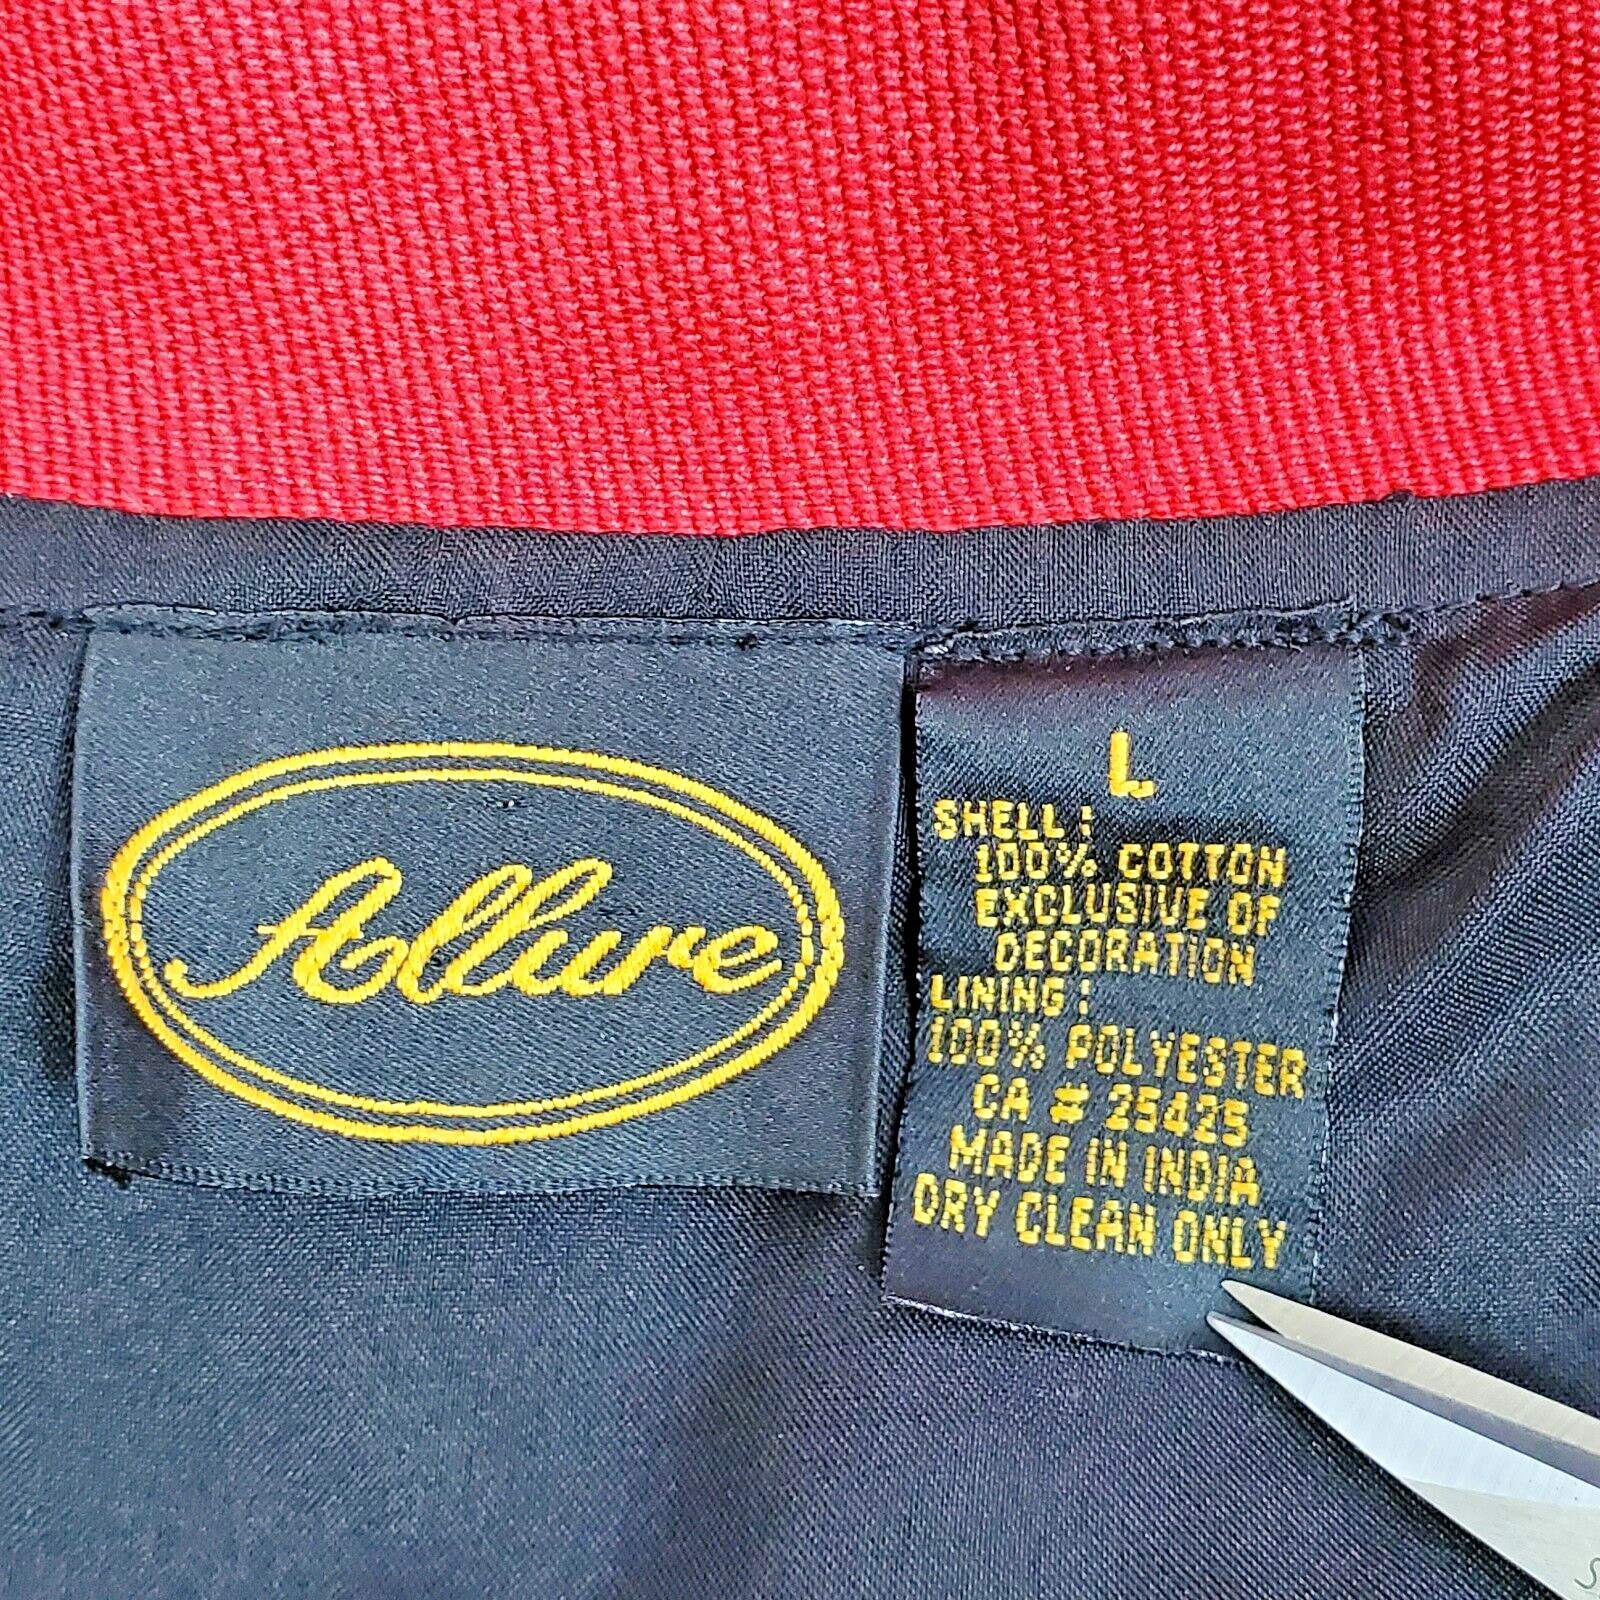 Allure
L
SHELL:
100% COTTON
EXCLUSIVE OF
DECORATION
LINING:
100% POLYESTER
CA # 25425
MADE IN INDIA
DRY CLEAN ONLY